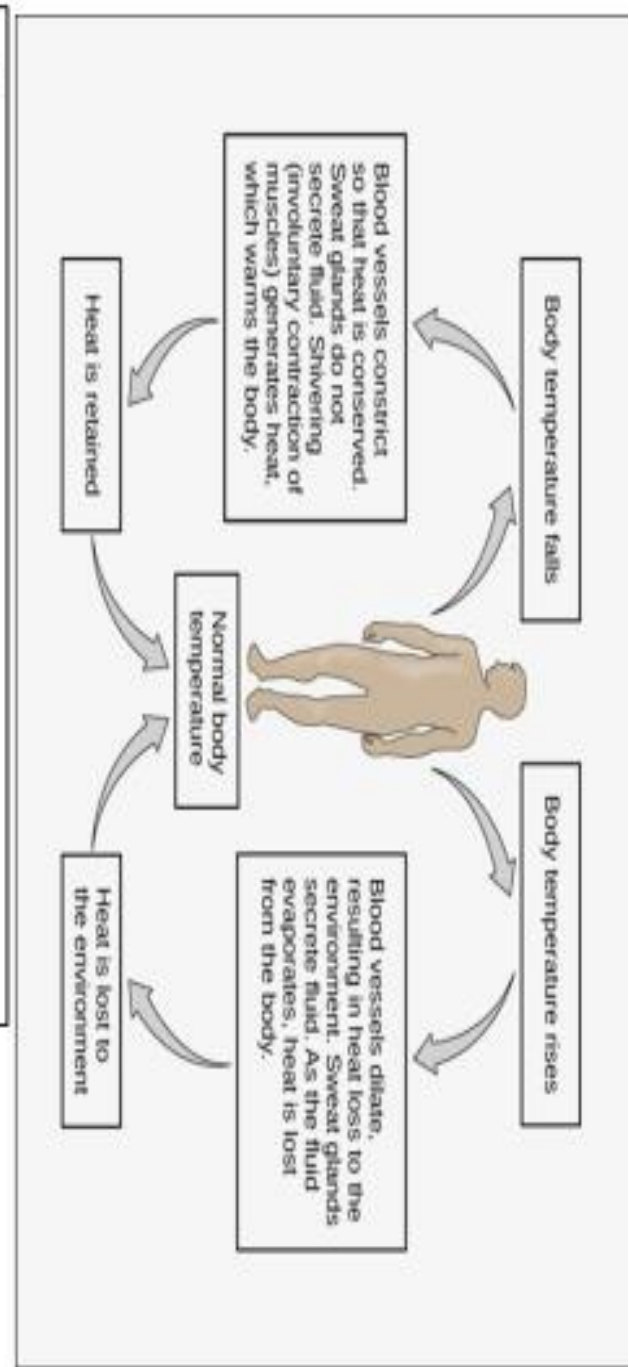 Body temperature falls
Body temperature rises
Blood vessels constrict
so that heat is conserved.
Sweat glands do not
secrete fluid. Shivering
(involuntary contraction of
muscles) generates heat,
which warms the body.
Blood vessels dilate,
resulting in heat loss to the
environment. Sweat glands
secrete fluid. As the fluid
evaporates, heat is lost
from the body.
Normal body
temperature
Heat is retained
Heat is lost to
the environment